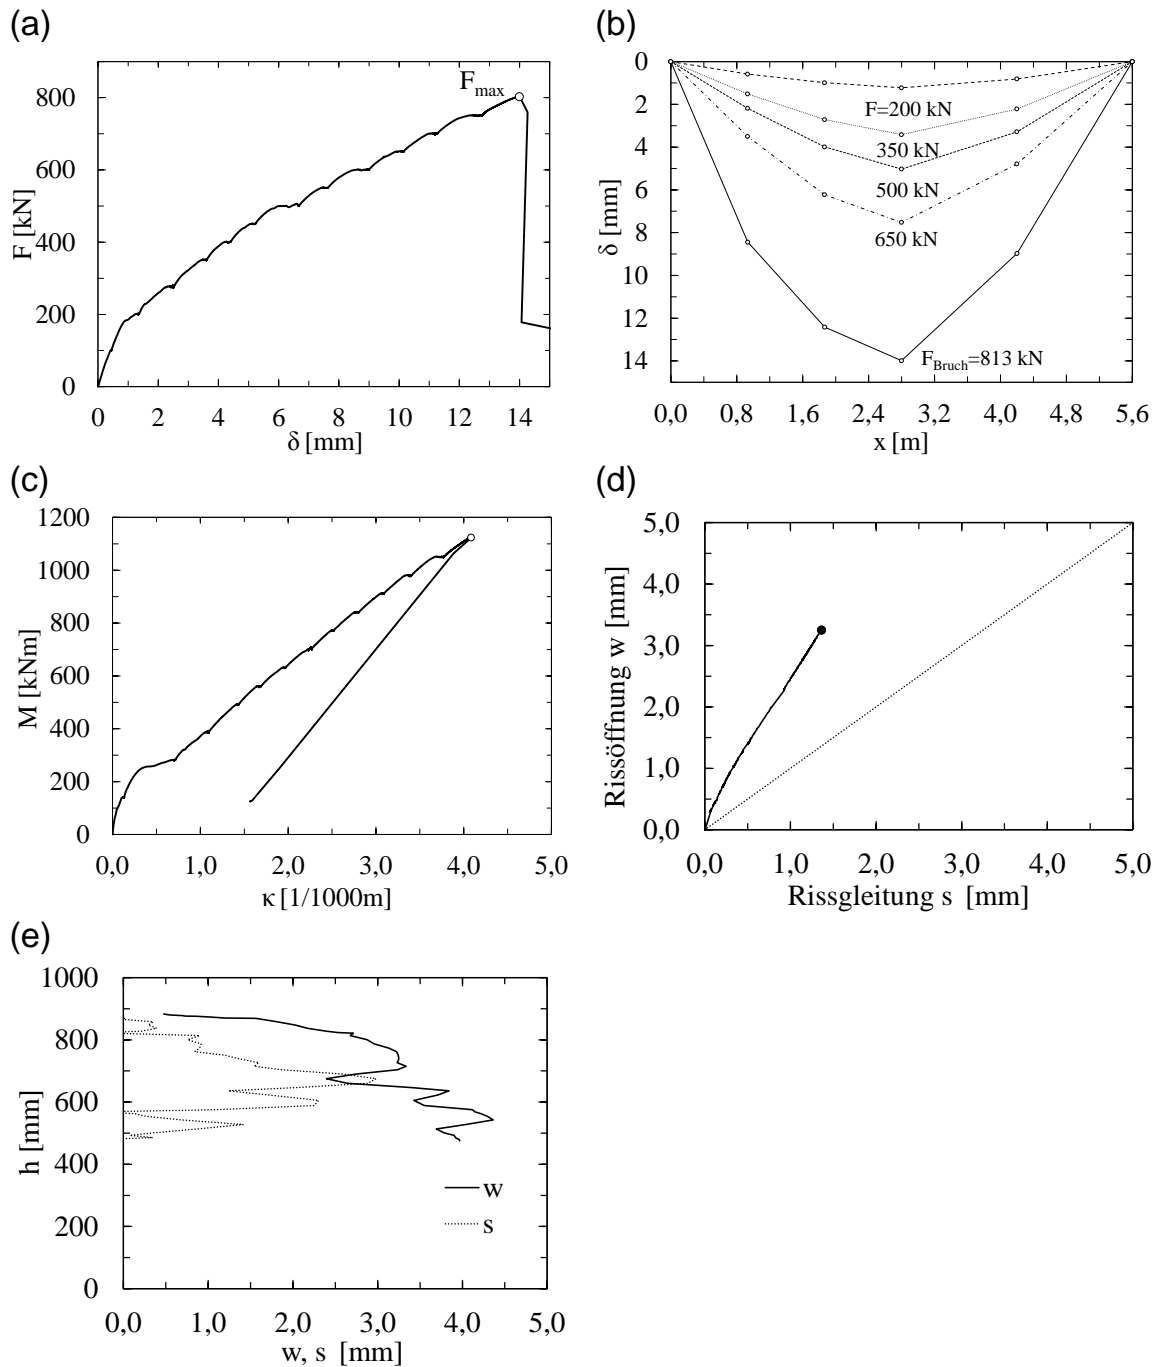 (a)
F [kN]
800
600
400
200
0
F_max
0 2 4 6 8 10 12 14
δ [mm]
(b)
δ [mm]
0
2
4
6
8
10
12
14
F=200 kN
350 kN
500 kN
650 kN
F_Bruch=813 kN
0,0 0,8 1,6 2,4 3,2 4,0 4,8 5,6
x [m]
(c)
M [kNm]
1200
1000
800
600
400
200
0
0,0 1,0 2,0 3,0 4,0 5,0
κ [1/1000m]
(d)
Rissöffnung w [mm]
5,0
4,0
3,0
2,0
1,0
0,0
0,0 1,0 2,0 3,0 4,0 5,0
Rissgleitung s [mm]
(e)
h [mm]
1000
800
600
400
200
0
w
s
0,0 1,0 2,0 3,0 4,0 5,0
w, s [mm]